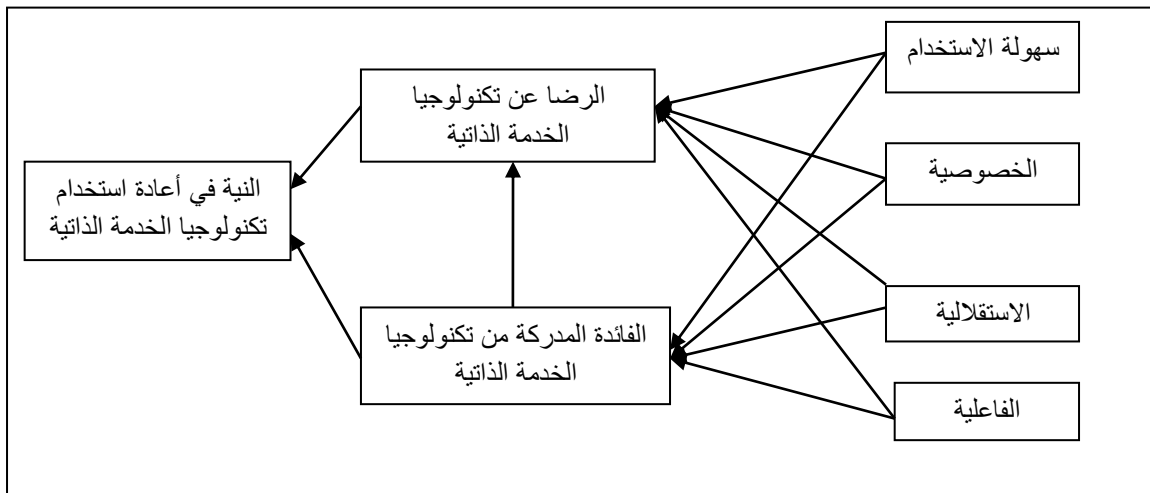 سهولة الاستخدام
الخصوصية
الاستقلالية
الفاعلية
الرضا عن تكنولوجيا
الخدمة الذاتية
الفائدة المدركة من تكنولوجيا
الخدمة الذاتية
النية في أعادة استخدام
تكنولوجيا الخدمة الذاتية